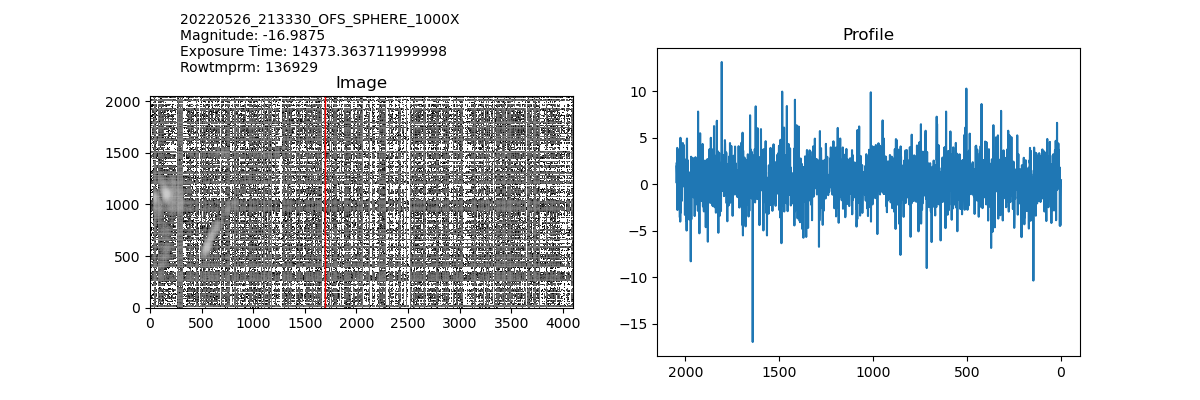 20220526_213330_OFS_SPHERE_1000X
Magnitude: -16.9875
Exposure Time: 14373.363711999998
Rowtmprm: 136929
Image
2000
1500
1000
500
0
0 500 1000 1500 2000 2500 3000 3500 4000
Profile
10
5
0
−5
−10
−15
2000 1500 1000 500 0